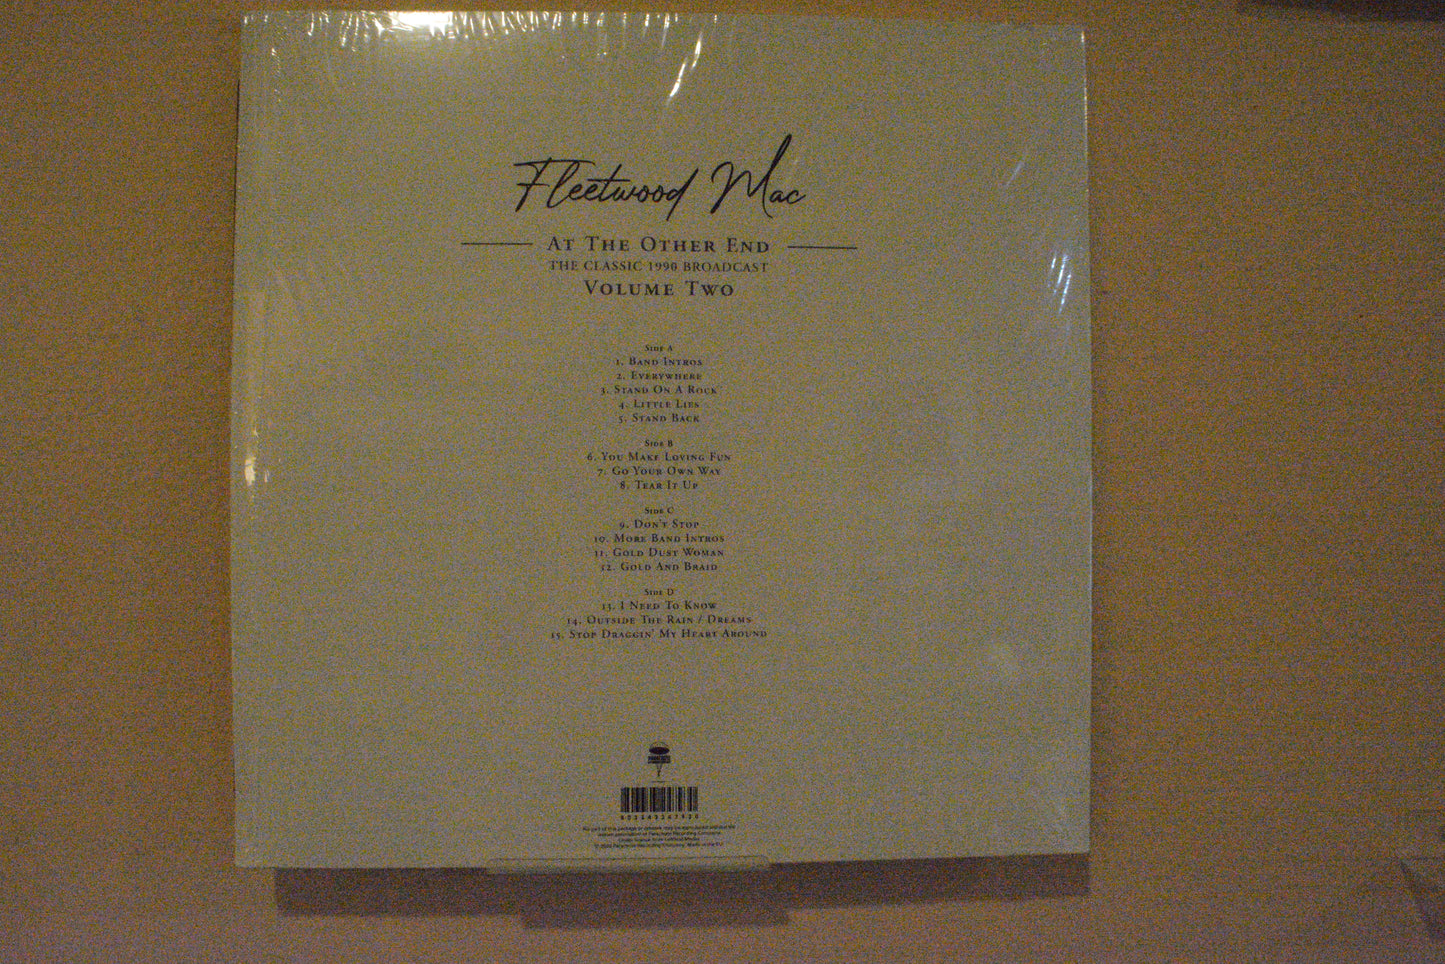 Fleetwood Mac
At The Other End
The Classic 1990 Broadcast
Volume Two
Side A
1. Band Intros
2. Everywhere
3. Stand On A Rock
4. Little Lies
5. Stand Back
Side B
6. You Make Loving Fun
7. Go Your Own Way
8. Tear It Up
Side C
9. Don't Stop
10. More Band Intros
11. Gold Dust Woman
12. Gold And Braid
Side D
13. I Need To Know
14. Outside The Rain / Dreams
15. Stop Draggin' My Heart Around